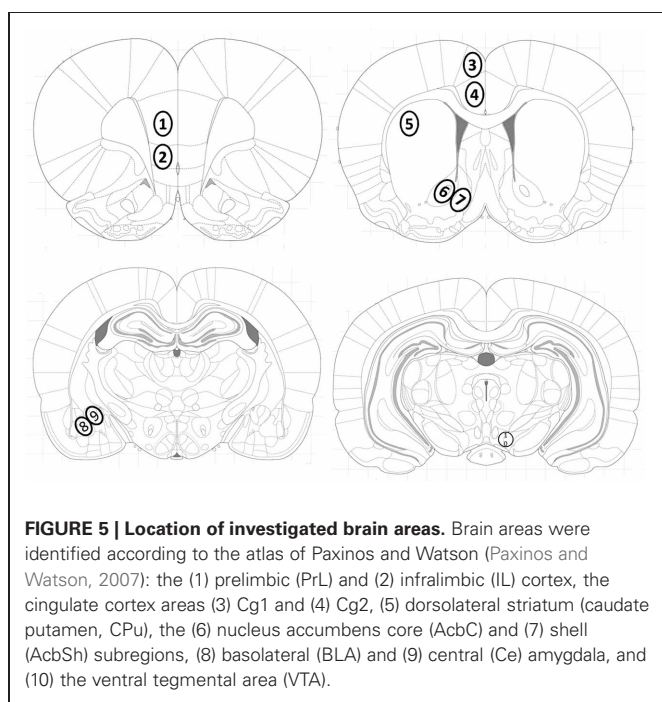 1
2
3
4
5
6
7
8
9
1
0
FIGURE 5 | Location of investigated brain areas. Brain areas were
identified according to the atlas of Paxinos and Watson (Paxinos and
Watson, 2007): the (1) prelimbic (PrL) and (2) infralimbic (IL) cortex, the
cingulate cortex areas (3) Cg1 and (4) Cg2, (5) dorsolateral striatum (caudate
putamen, CPu), the (6) nucleus accumbens core (AcbC) and (7) shell
(AcbSh) subregions, (8) basolateral (BLA) and (9) central (Ce) amygdala, and
(10) the ventral tegmental area (VTA).